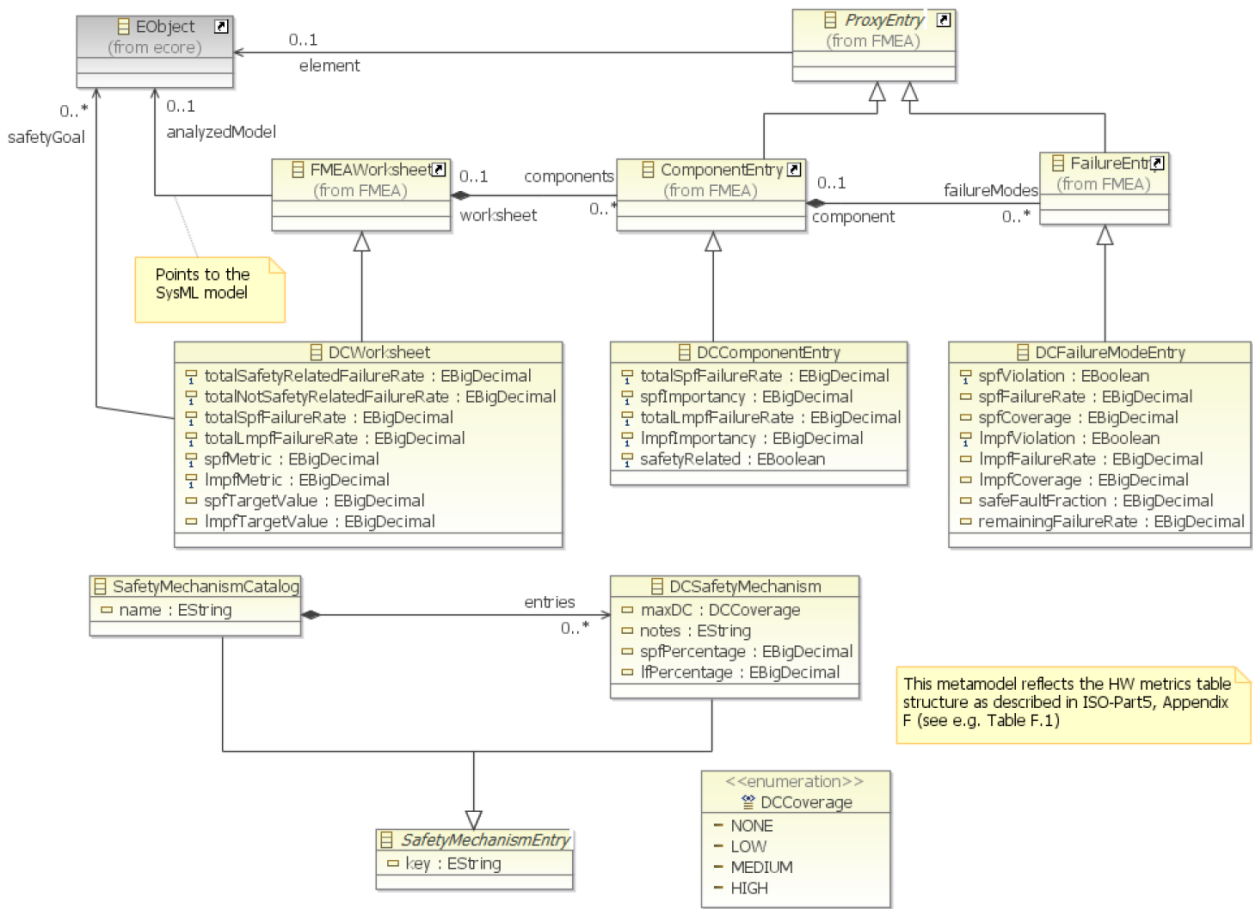 EObject
(from ecore)
ProxyEntry
(from FMEA)
0..1
element
0..*
safetyGoal
0..1
analyzedModel
FMEAWorksheet
(from FMEA)
0..1
worksheet
components
0..*
ComponentEntry
(from FMEA)
0..1
component
failureModes
0..*
FailureEntry
(from FMEA)
Points to the
SysML model
DCWorksheet
totalSafetyRelatedFailureRate : EBigDecimal
totalNotSafetyRelatedFailureRate : EBigDecimal
totalSpfFailureRate : EBigDecimal
totalLmpfFailureRate : EBigDecimal
spfMetric : EBigDecimal
lmpfMetric : EBigDecimal
spfTargetValue : EBigDecimal
lmpfTargetValue : EBigDecimal
DCComponentEntry
totalSpfFailureRate : EBigDecimal
spfImportancy : EBigDecimal
totalLmpfFailureRate : EBigDecimal
lmpfImportancy : EBigDecimal
safetyRelated : EBoolean
DCFailureModeEntry
spfViolation : EBoolean
spfFailureRate : EBigDecimal
spfCoverage : EBigDecimal
lmpfViolation : EBoolean
lmpfFailureRate : EBigDecimal
lmpfCoverage : EBigDecimal
safeFaultFraction : EBigDecimal
remainingFailureRate : EBigDecimal
SafetyMechanismCatalog
name : EString
entries
0..*
DCSafetyMechanism
maxDC : DCCoverage
notes : EString
spfPercentage : EBigDecimal
lfPercentage : EBigDecimal
This metamodel reflects the HW metrics table
structure as described in ISO-Part5, Appendix
F (see e.g. Table F.1)
SafetyMechanismEntry
key : EString
<<enumeration>>
DCCoverage
NONE
LOW
MEDIUM
HIGH